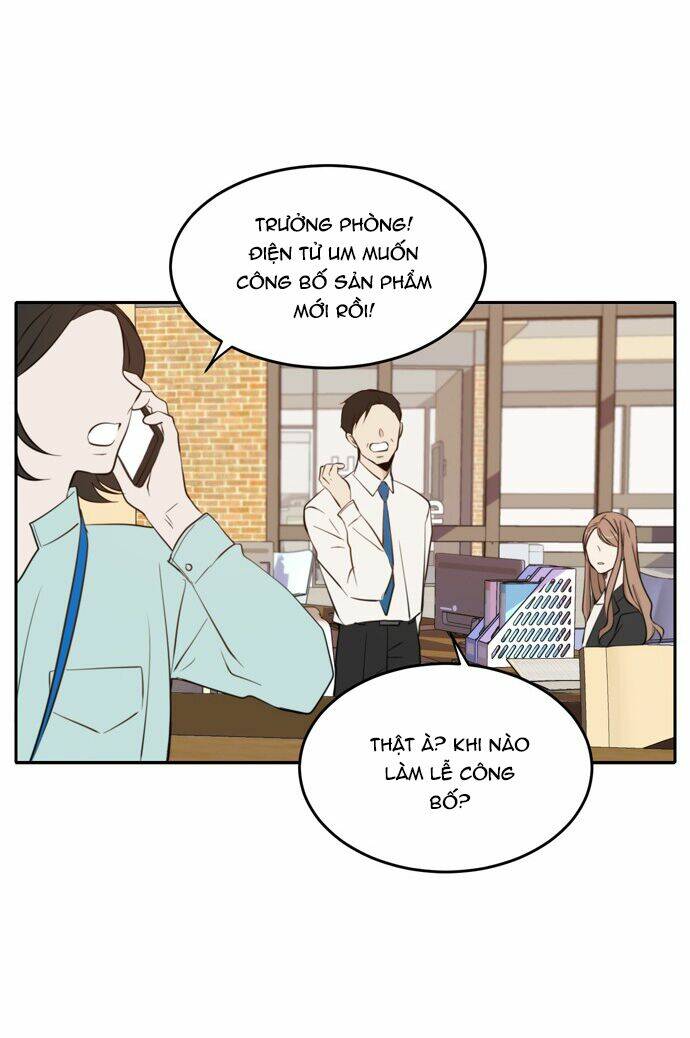 TRƯỞNG PHÒNG!
ĐIỆN TỬ UM MUỐN
CÔNG BỐ SẢN PHẨM
MỚI RỒI!
THẬT À? KHI NÀO
LÀM LỄ CÔNG
BỐ?